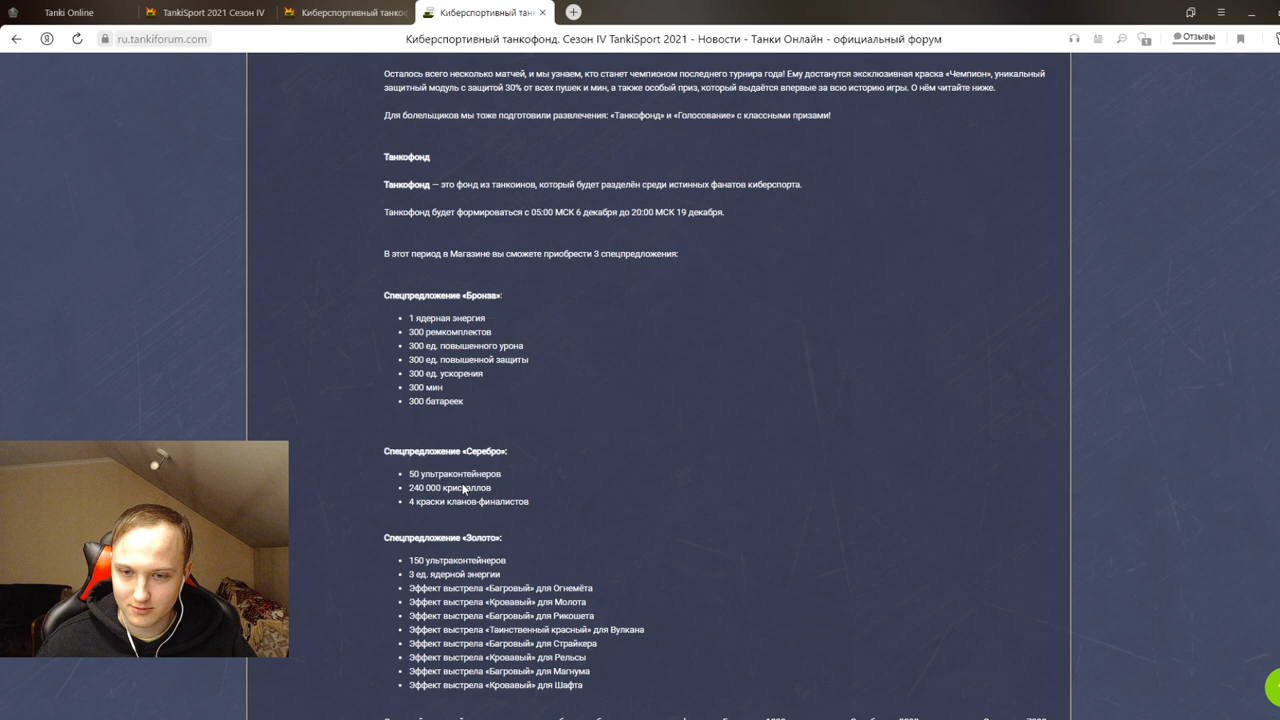 Tanki Online
TankiSport 2021 Сезон IV
Киберспортивный танкос
Киберспортивный танк
ru.tankiforum.com
Киберспортивный танкофонд. Сезон IV TankiSport 2021 - Новости - Танки Онлайн - официальный форум
Отзывы
Осталось всего несколько матчей, и мы узнаем, кто станет чемпионом последнего турнира года! Ему достанутся эксклюзивная краска «Чемпион», уникальный
защитный модуль с защитой 30% от всех пушек и мин, а также особый приз, который выдаётся впервые за всю историю игры. О нём читайте ниже.
Для болельщиков мы тоже подготовили развлечения: «Танкофонд» и «Голосование» с классными призами!
Танкофонд
Танкофонд — это фонд из танкоинов, который будет разделён среди истинных фанатов киберспорта.
Танкофонд будет формироваться с 05:00 МСК 6 декабря до 20:00 МСК 19 декабря.
В этот период в Магазине вы сможете приобрести 3 спецпредложения:
Спецпредложение «Бронза»:
• 1 ядерная энергия
• 300 ремкомплектов
• 300 ед. повышенного урона
• 300 ед. повышенной защиты
• 300 ед. ускорения
• 300 мин
• 300 батареек
Спецпредложение «Серебро»:
• 50 ультраконтейнеров
• 240 000 кристаллов
• 4 краски кланов-финалистов
Спецпредложение «Золото»:
• 150 ультраконтейнеров
• 3 ед. ядерной энергии
• Эффект выстрела «Багровый» для Огнемёта
• Эффект выстрела «Кровавый» для Молота
• Эффект выстрела «Багровый» для Рикошета
• Эффект выстрела «Таинственный красный» для Вулкана
• Эффект выстрела «Багровый» для Страйкера
• Эффект выстрела «Кровавый» для Рельсы
• Эффект выстрела «Багровый» для Магнума
• Эффект выстрела «Кровавый» для Шафта